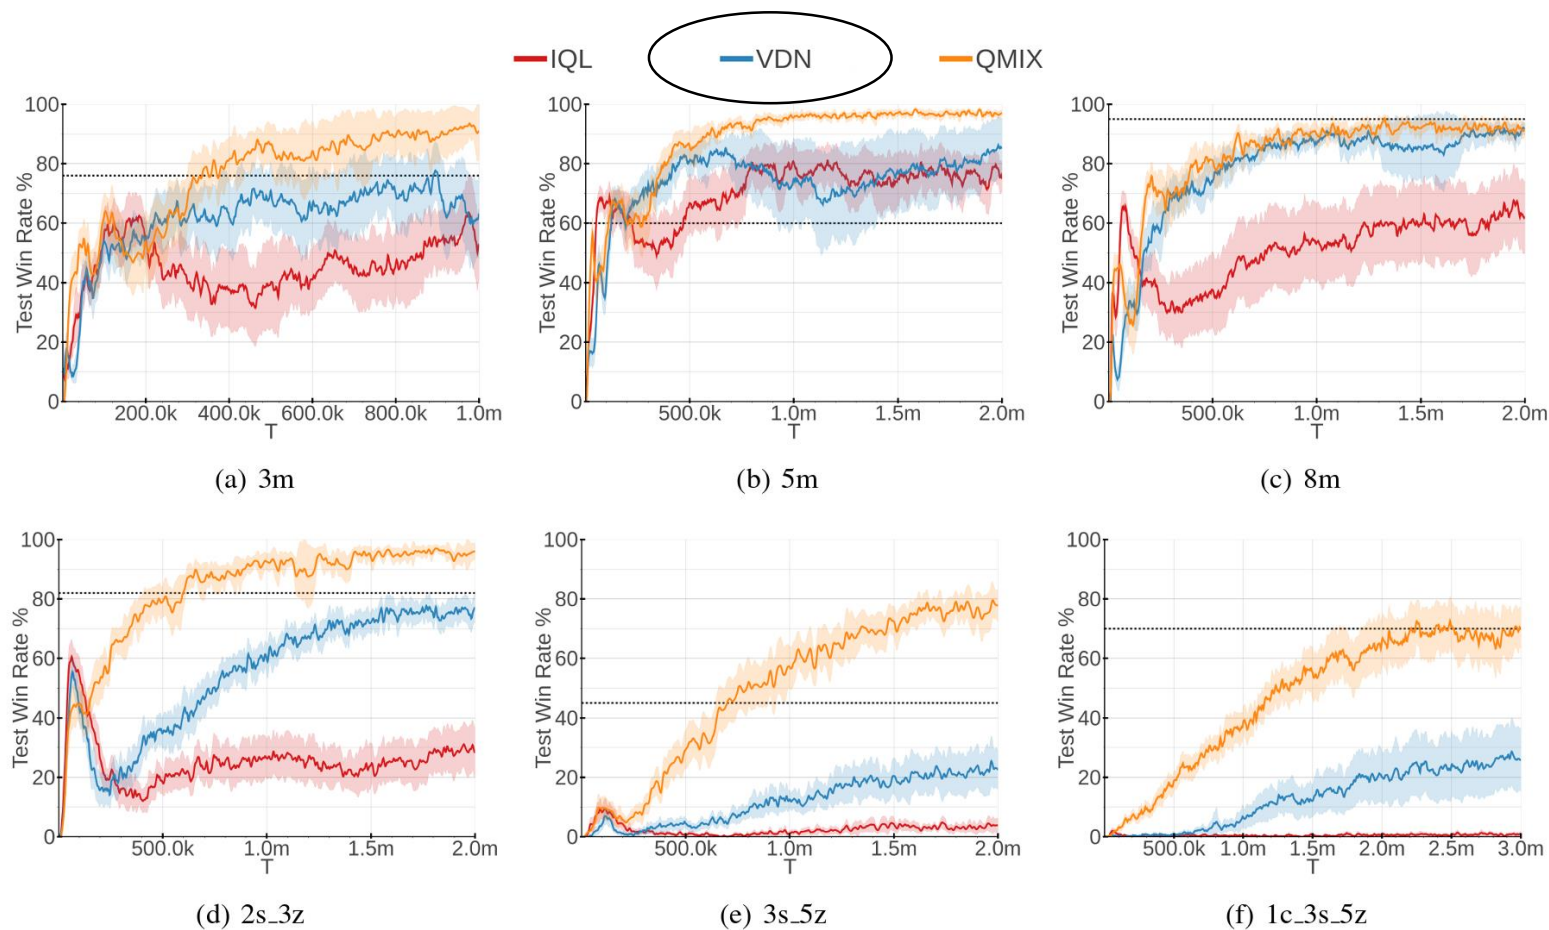 IQL VDN QMIX
100
80
60
40
20
0
Test Win Rate %
200.0k 400.0k 600.0k 800.0k 1.0m
T
(a) 3m
100
80
60
40
20
0
Test Win Rate %
500.0k 1.0m 1.5m 2.0m
T
(b) 5m
100
80
60
40
20
0
Test Win Rate %
500.0k 1.0m 1.5m 2.0m
T
(c) 8m
100
80
60
40
20
0
Test Win Rate %
500.0k 1.0m 1.5m 2.0m
T
(d) 2s_3z
100
80
60
40
20
0
Test Win Rate %
500.0k 1.0m 1.5m 2.0m
T
(e) 3s_5z
100
80
60
40
20
0
Test Win Rate %
500.0k 1.0m 1.5m 2.0m 2.5m 3.0m
T
(f) 1c_3s_5z